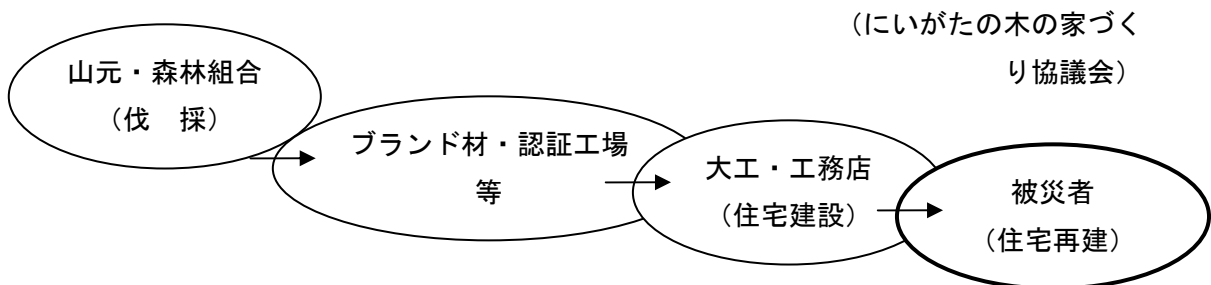 （にいがたの木の家づく
り協議会）
山元・森林組合
（伐　採）
ブランド材・認証工場
等
大工・工務店
（住宅建設）
被災者
（住宅再建）